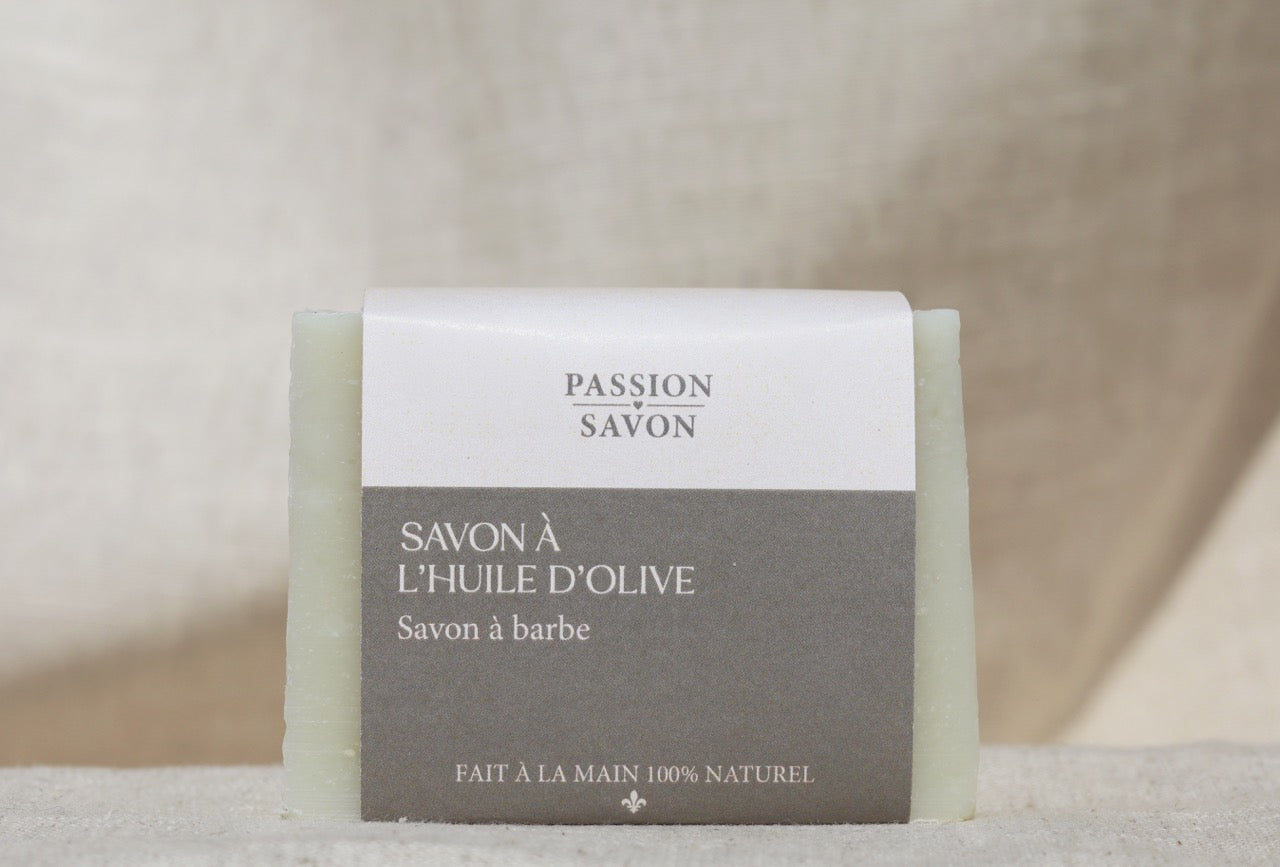 PASSION
SAVON
SAVON À
L’HUILE D’OLIVE
Savon à barbe
FAIT À LA MAIN 100% NATUREL